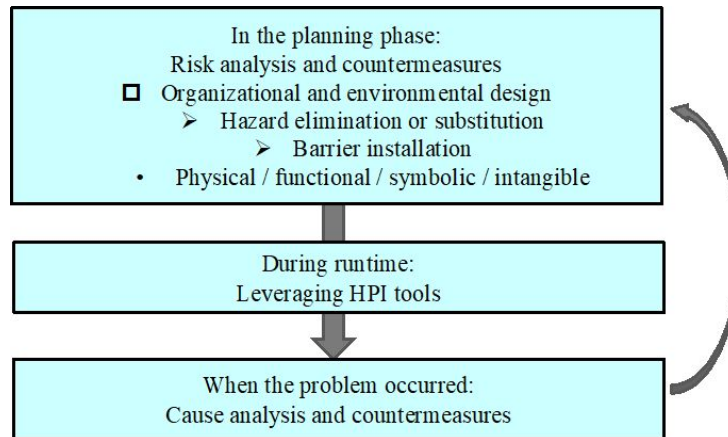 In the planning phase:
Risk analysis and countermeasures
Organizational and environmental design
➤ Hazard elimination or substitution
➤ Barrier installation
• Physical / functional / symbolic / intangible
During runtime:
Leveraging HPI tools
When the problem occurred:
Cause analysis and countermeasures